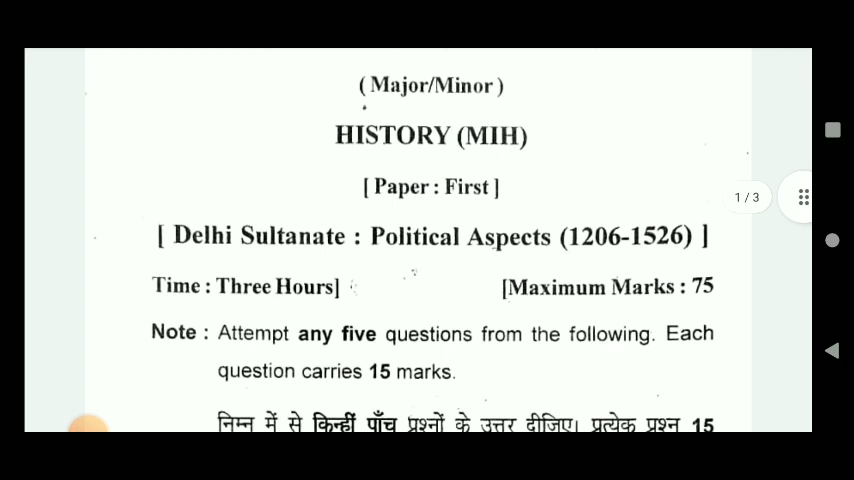 ( Major/Minor )
HISTORY (MIH)
[ Paper : First ]
1 / 3
[ Delhi Sultanate : Political Aspects (1206-1526) ]
Time : Three Hours] [Maximum Marks : 75
Note : Attempt any five questions from the following. Each
question carries 15 marks.
निम्न में से किन्हीं पाँच प्रश्नों के उत्तर दीजिए। प्रत्येक प्रश्न 15